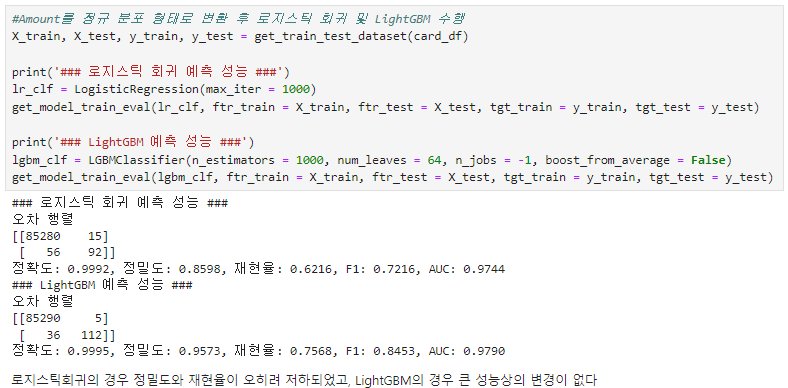 #Amount를 정규 분포 형태로 변환 후 로지스틱 회귀 및 LightGBM 수행
X_train, X_test, y_train, y_test = get_train_test_dataset(card_df)
print('### 로지스틱 회귀 예측 성능 ###')
lr_clf = LogisticRegression(max_iter = 1000)
get_model_train_eval(lr_clf, ftr_train = X_train, ftr_test = X_test, tgt_train = y_train, tgt_test = y_test)
print('### LightGBM 예측 성능 ###')
lgbm_clf = LGBMClassifier(n_estimators = 1000, num_leaves = 64, n_jobs = -1, boost_from_average = False)
get_model_train_eval(lgbm_clf, ftr_train = X_train, ftr_test = X_test, tgt_train = y_train, tgt_test = y_test)
### 로지스틱 회귀 예측 성능 ###
오차 행렬
[[85280    15]
 [   56    92]]
정확도: 0.9992, 정밀도: 0.8598, 재현율: 0.6216, F1: 0.7216, AUC: 0.9744
### LightGBM 예측 성능 ###
오차 행렬
[[85290     5]
 [   36   112]]
정확도: 0.9995, 정밀도: 0.9573, 재현율: 0.7568, F1: 0.8453, AUC: 0.9790
로지스틱회귀의 경우 정밀도와 재현율이 오히려 저하되었고, LightGBM의 경우 큰 성능상의 변경이 없다